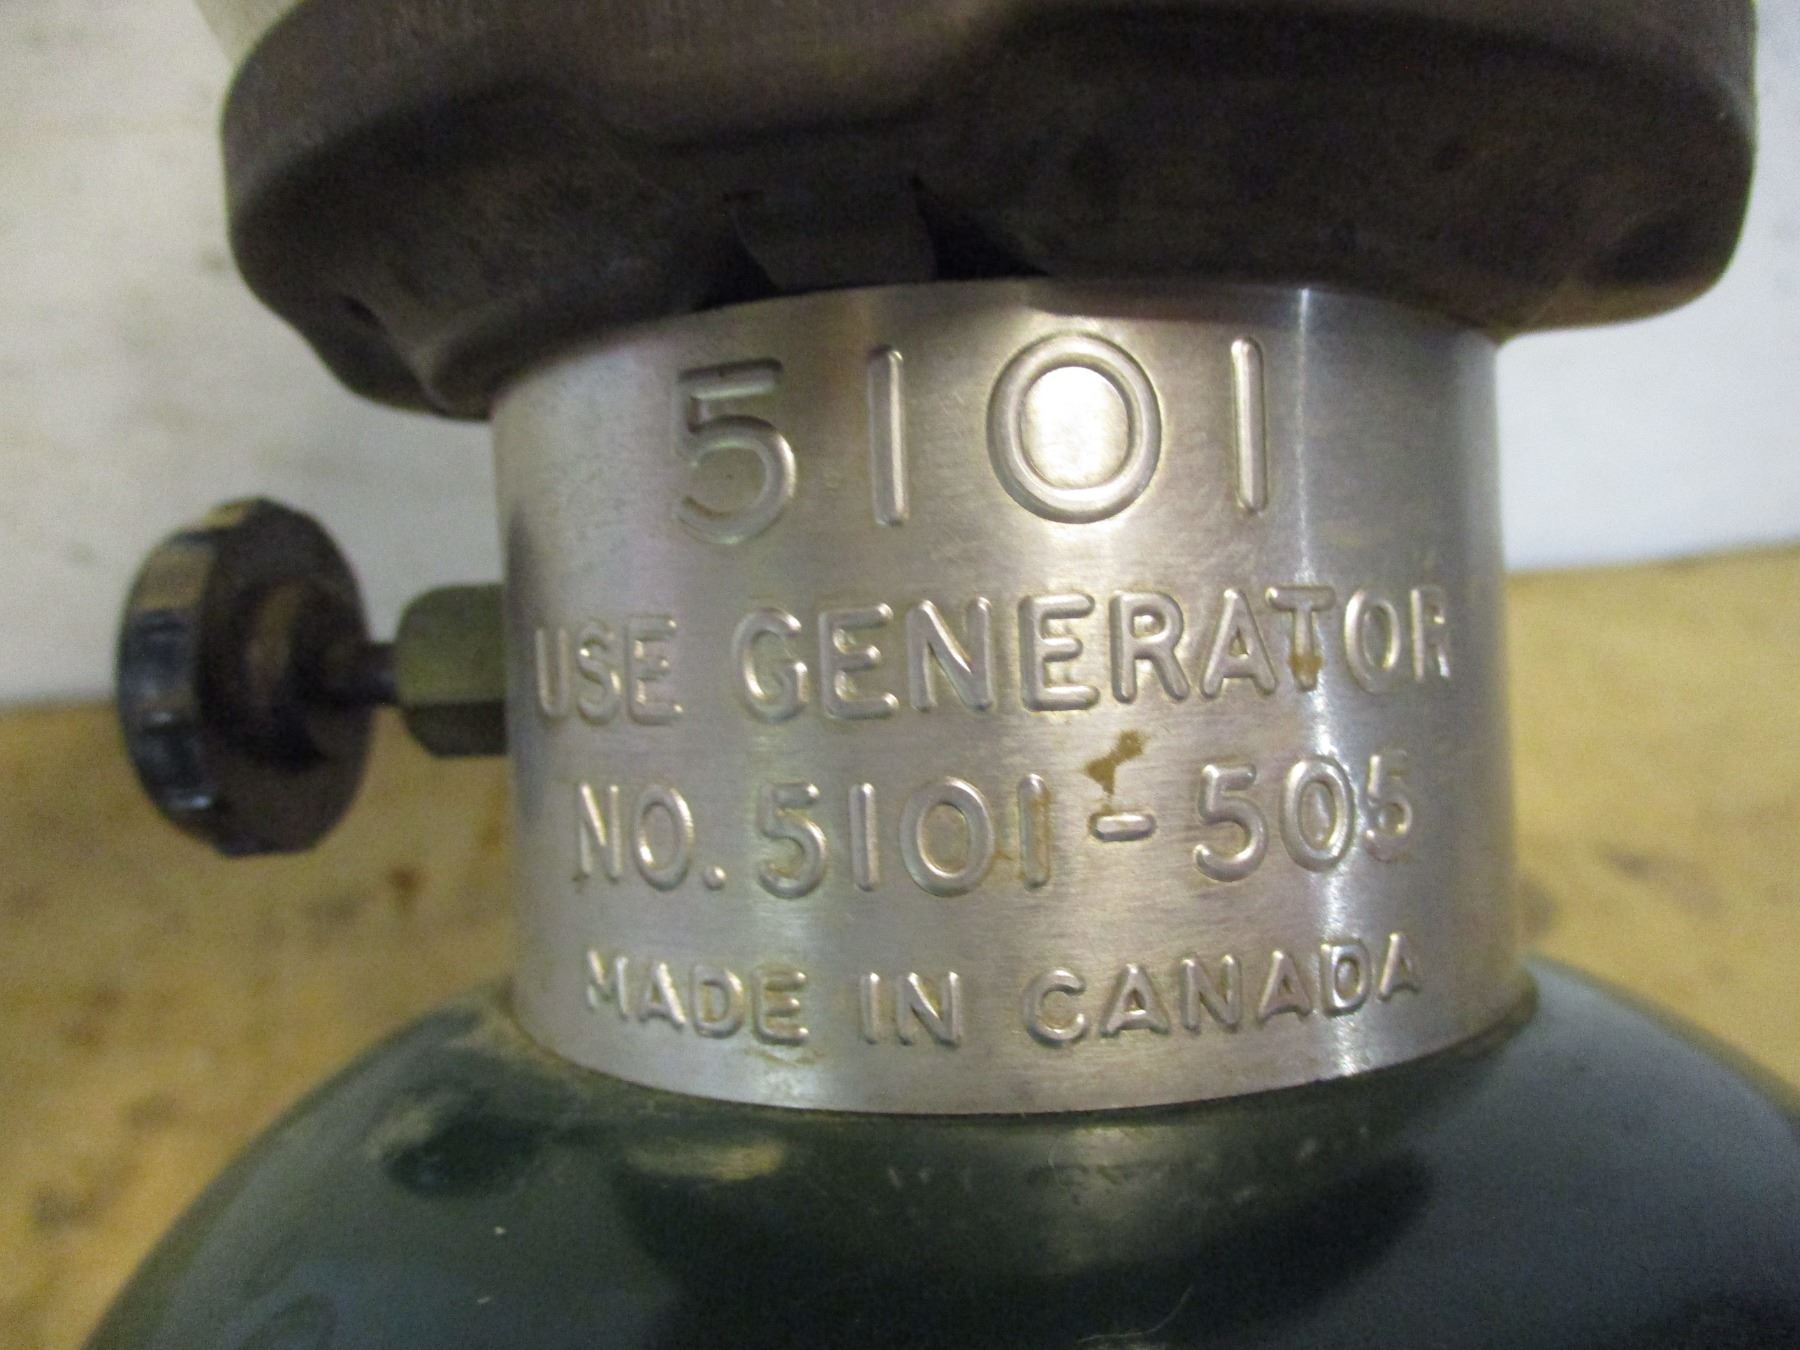 5101
USE GENERATOR
NO. 5101-505
MADE IN CANADA